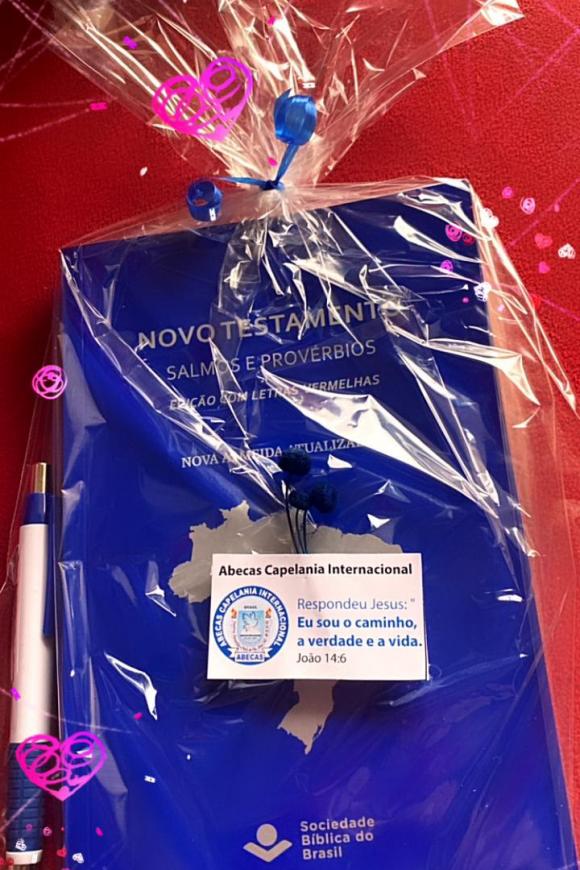 NOVO TESTAMENTO
SALMOS E PROVÉRBIOS
EDIÇÃO COM LETRAS VERMELHAS
NOVA ALMEIDA ATUALIZADA
Abecas Capelania Internacional
ABECAS CAPELANIA INTERNACIONAL
BRASIL
ABECAS
Respondeu Jesus: "
Eu sou o caminho,
a verdade e a vida.
João 14:6
Sociedade
Bíblica do
Brasil